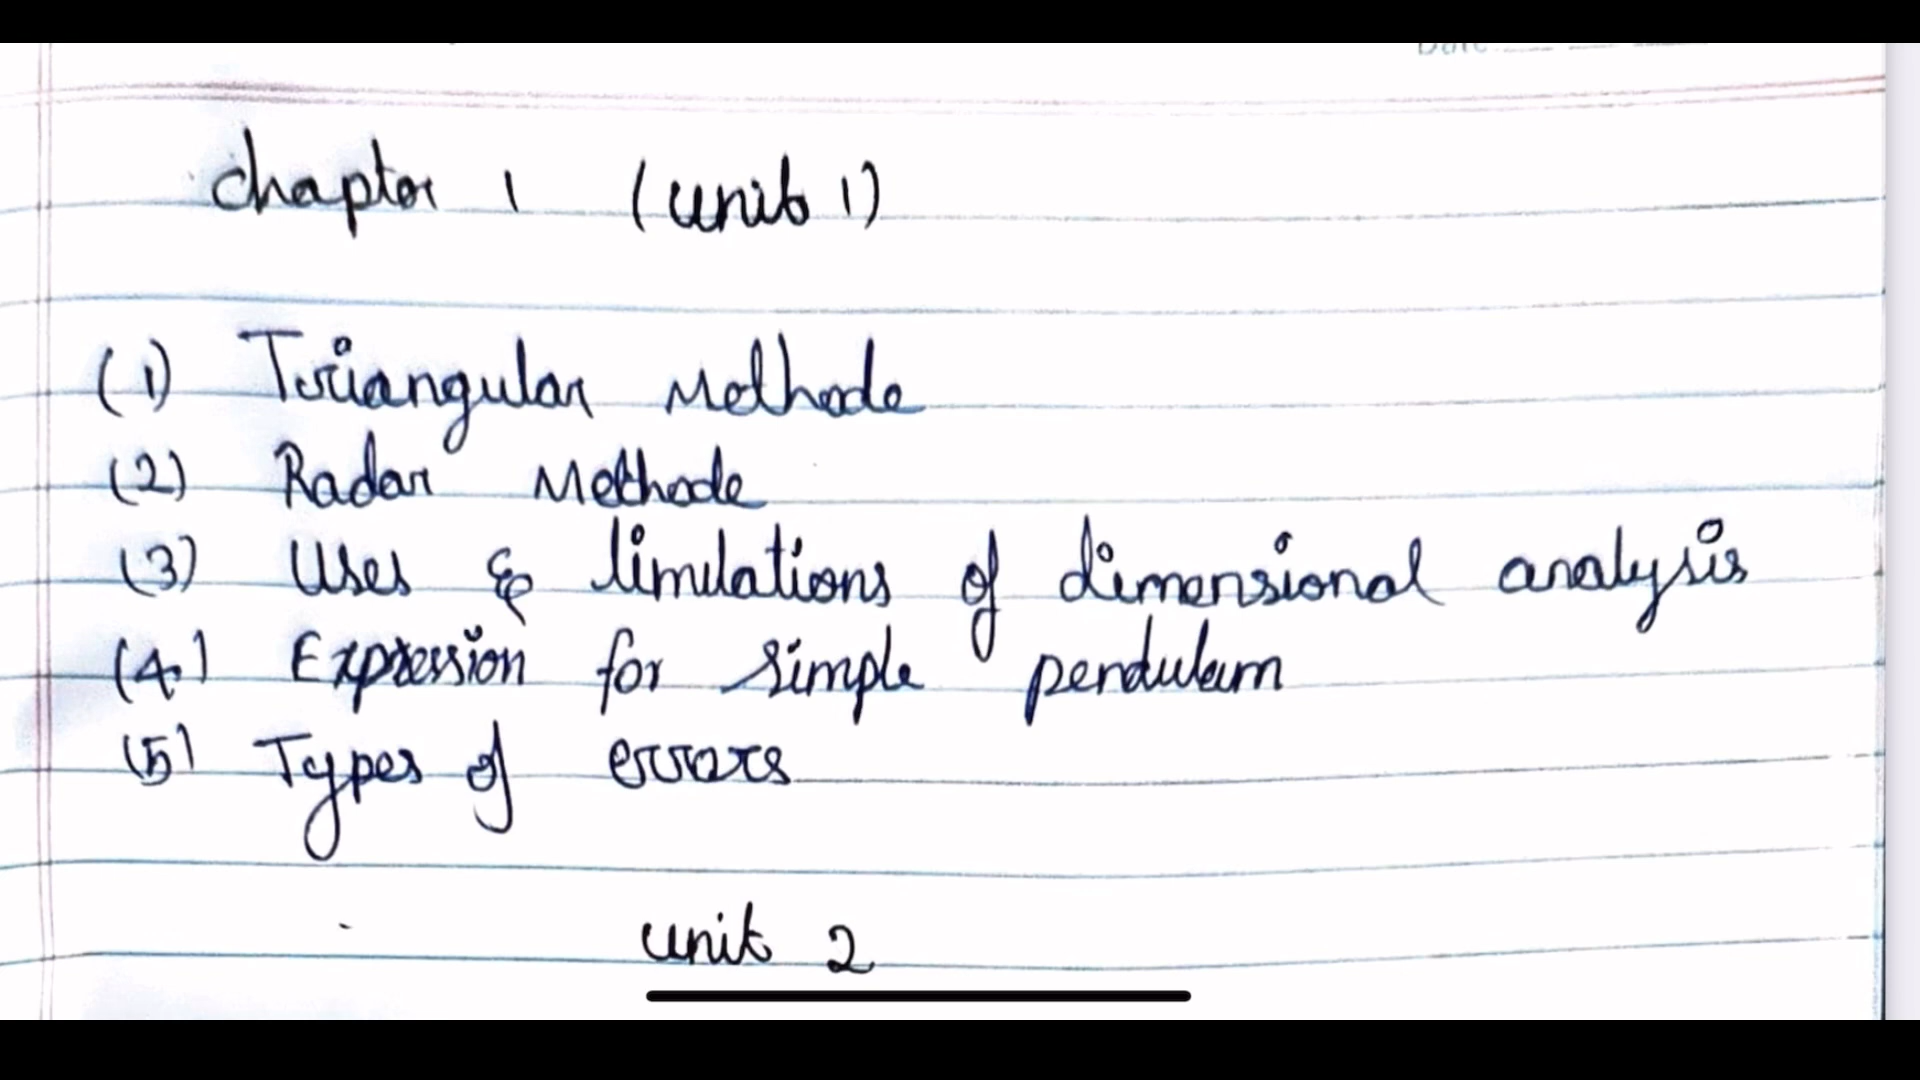 Date
chapter 1 (unit 1)
(1) Triangular Methode
(2) Radar Methode
(3) Uses & limitations of dimensional analysis
(4) Expression for simple pendulum
(5) Types of errors
unit 2